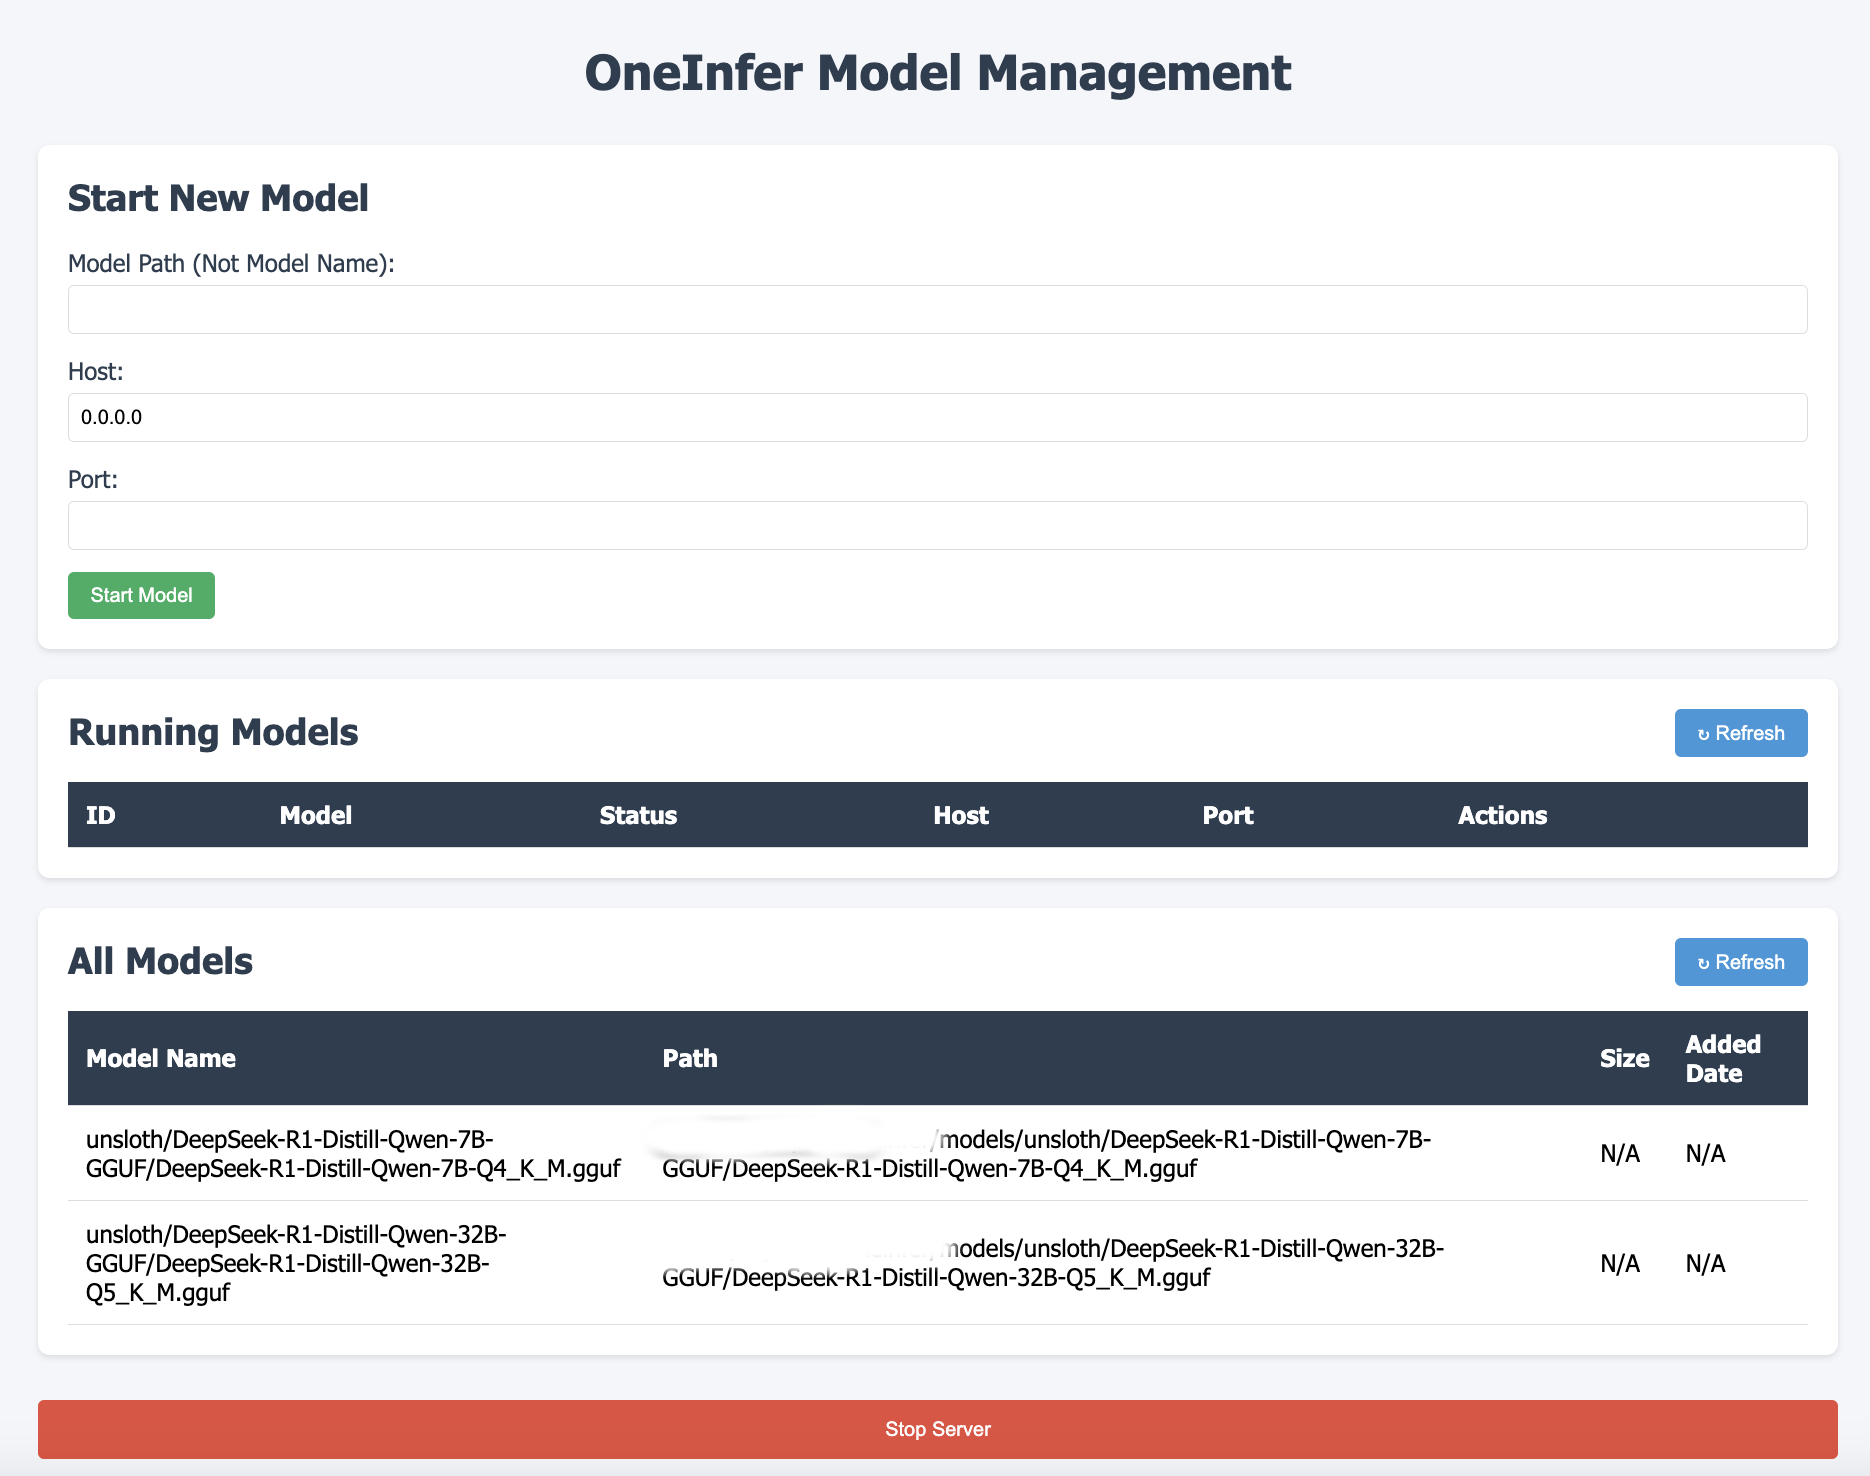 OneInfer Model Management
Start New Model
Model Path (Not Model Name):
Host:
0.0.0.0
Port:
Start Model
Running Models
↻ Refresh
ID Model Status Host Port Actions
All Models
↻ Refresh
Model Name Path Size Added Date
unsloth/DeepSeek-R1-Distill-Qwen-7B-
GGUF/DeepSeek-R1-Distill-Qwen-7B-Q4_K_M.gguf
/models/unsloth/DeepSeek-R1-Distill-Qwen-7B-
GGUF/DeepSeek-R1-Distill-Qwen-7B-Q4_K_M.gguf
N/A N/A
unsloth/DeepSeek-R1-Distill-Qwen-32B-
GGUF/DeepSeek-R1-Distill-Qwen-32B-
Q5_K_M.gguf
models/unsloth/DeepSeek-R1-Distill-Qwen-32B-
GGUF/DeepSeek-R1-Distill-Qwen-32B-Q5_K_M.gguf
N/A N/A
Stop Server